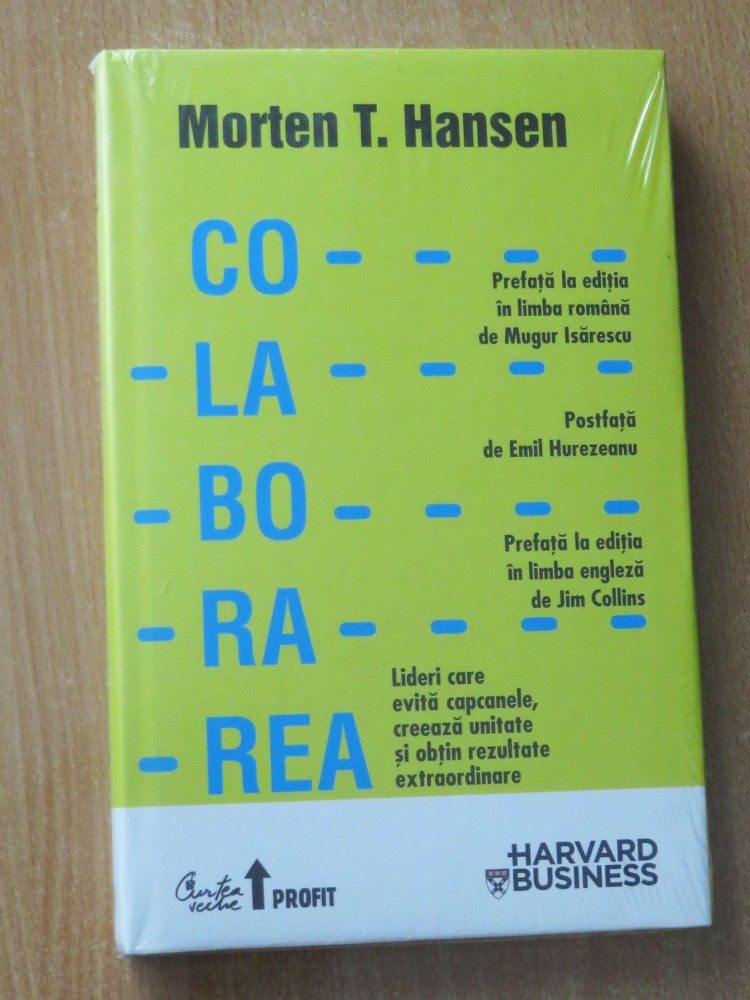 Morten T. Hansen
CO - - - -
Prefață la ediția
în limba română
de Mugur Isărescu
- LA - - - -
Postfață
de Emil Hurezeanu
- BO - - - -
Prefață la ediția
în limba engleză
de Jim Collins
- RA - - - -
Lideri care
evită capcanele,
creează unitate
și obțin rezultate
extraordinare
- REA
Curtea
veche
PROFIT
HARVARD
BUSINESS